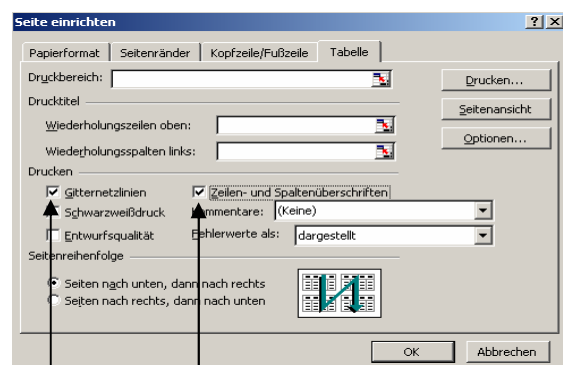 Seite einrichten
Papierformat Seitenränder Kopfzeile/Fußzeile Tabelle
Druckbereich: Drucken...
Drucktitel Seitenansicht
Wiederholungszeilen oben:
Wiederholungsspalten links: Optionen...
Drucken
Gitternetzlinien Zeilen- und Spaltenüberschriften
Schwarzweißdruck Kommentare: (Keine)
Entwurfsqualität Fehlerwerte als: dargestellt
Seitenreihenfolge
Seiten nach unten, dann nach rechts
Seiten nach rechts, dann nach unten
OK Abbrechen